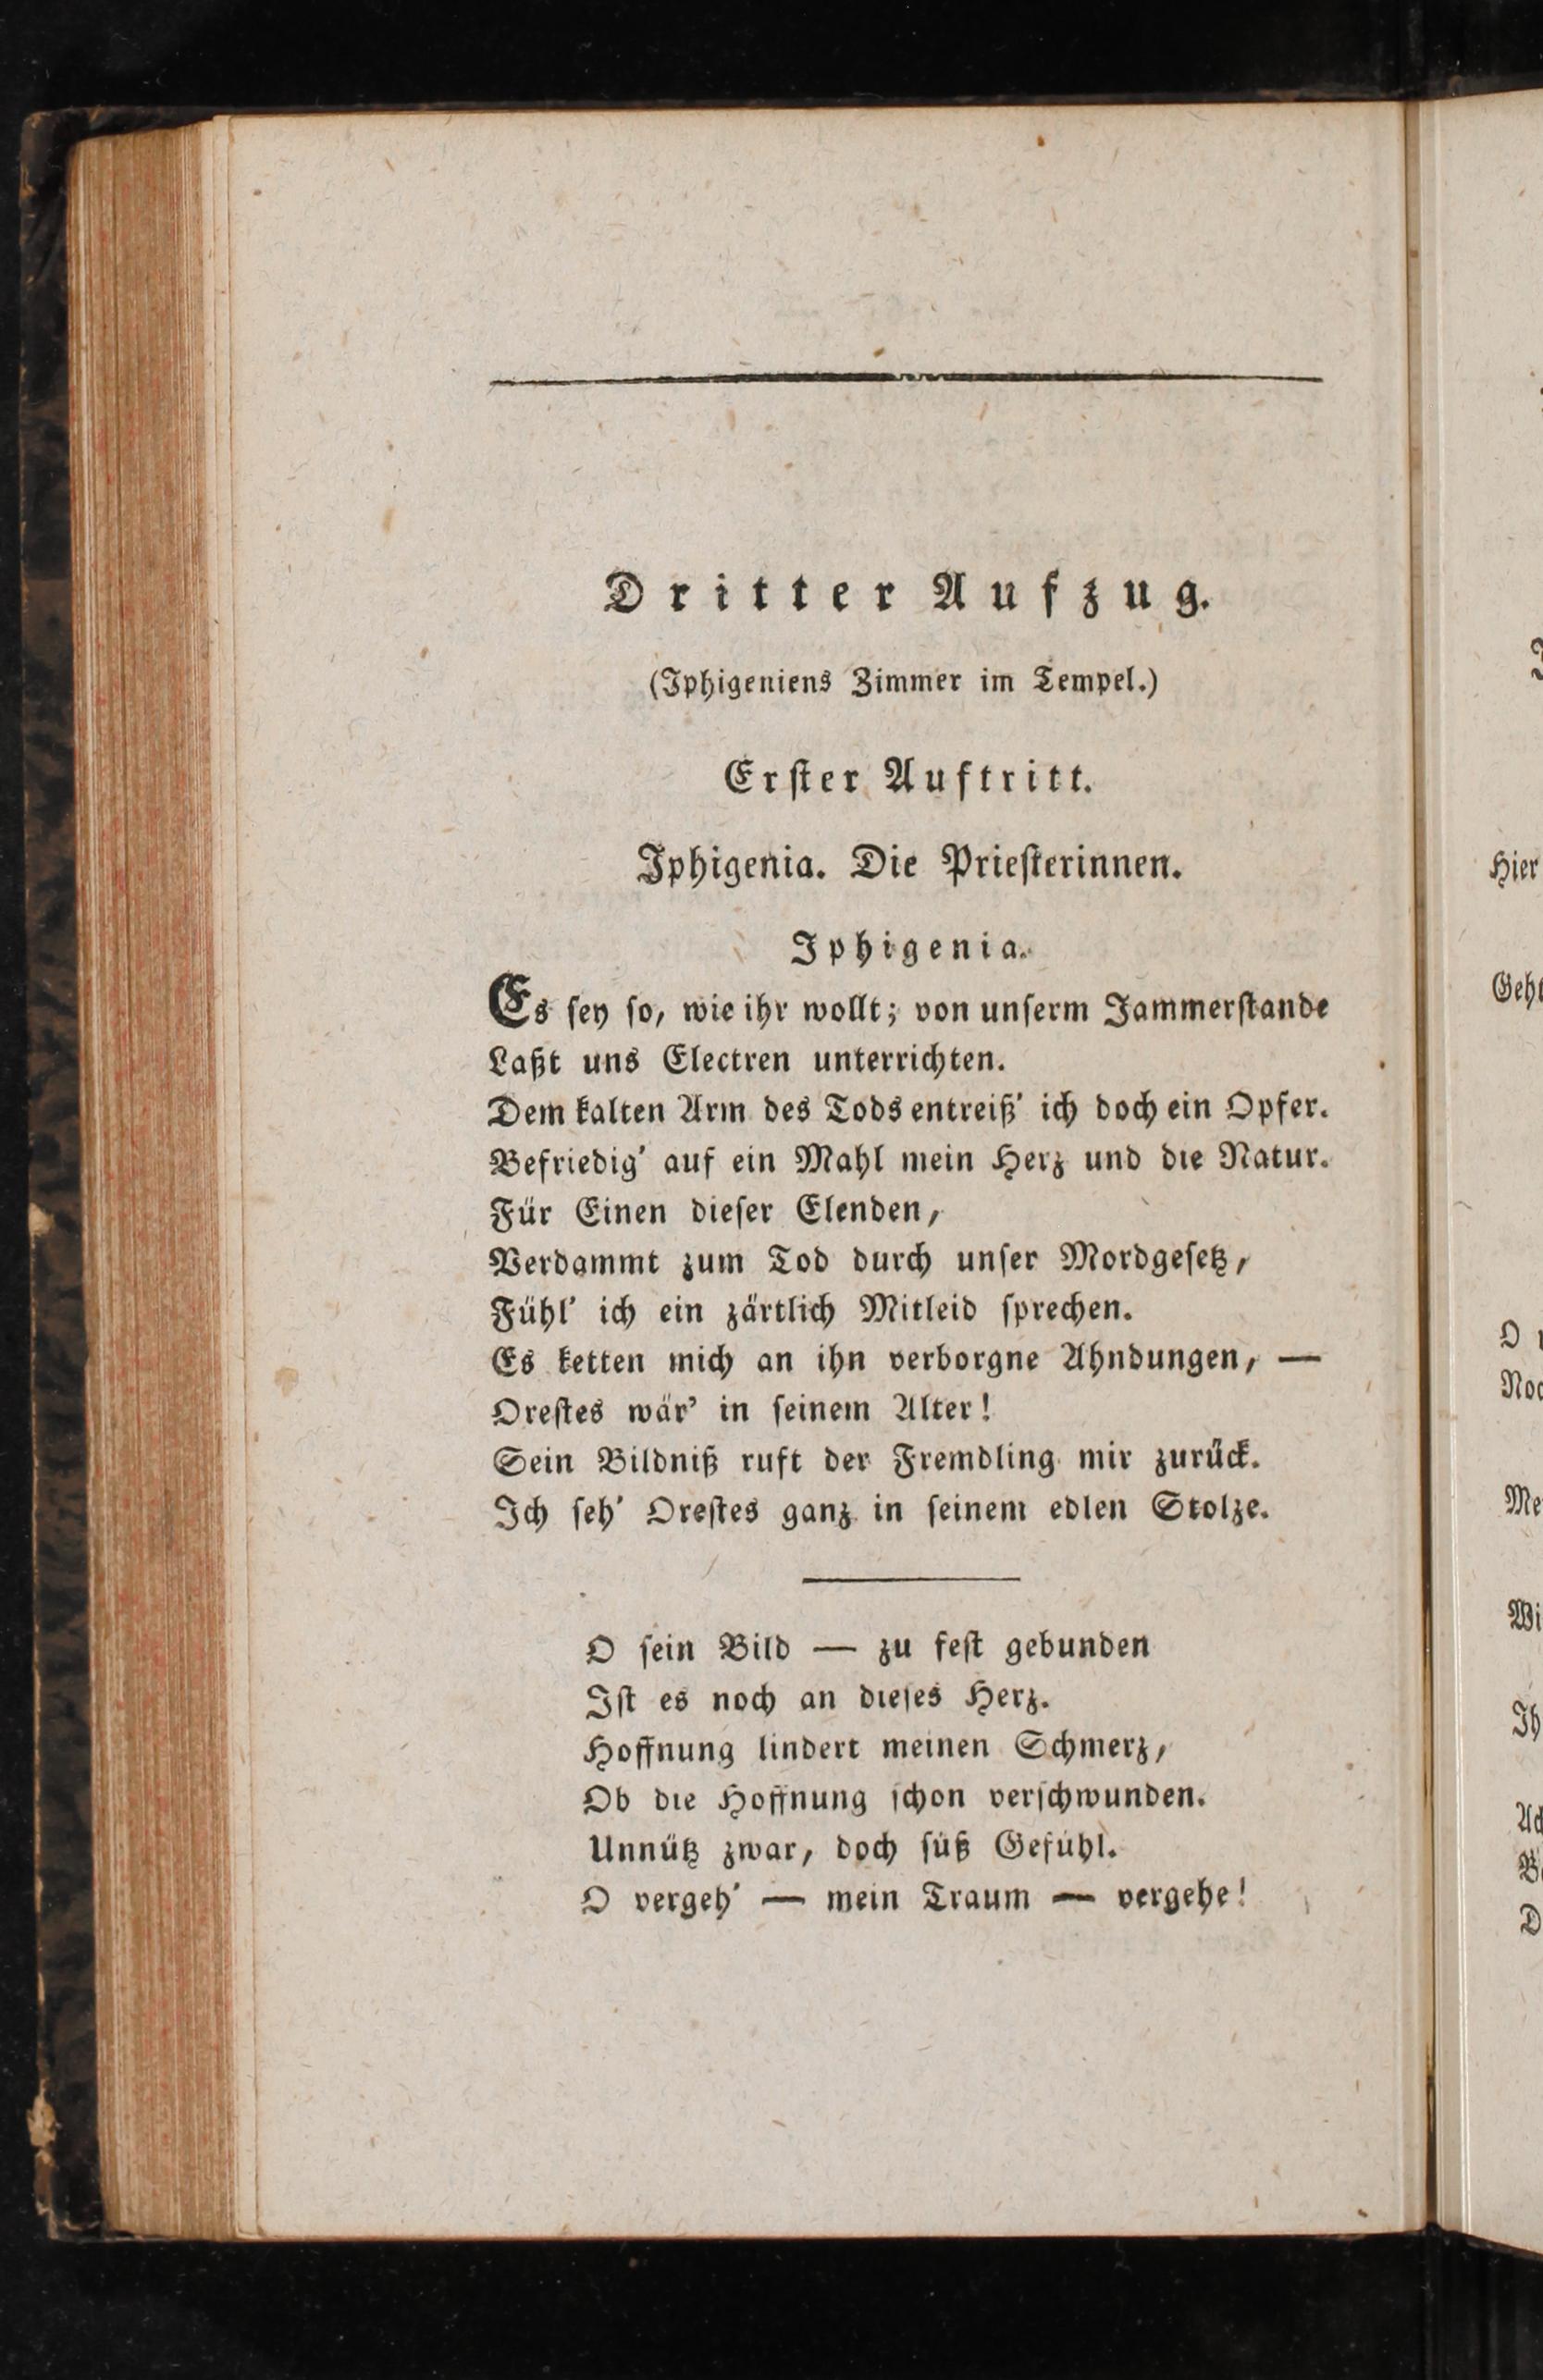 Dritter Aufzug.
(Iphigeniens Zimmer im Tempel.)
Erſter Auftritt.
Iphigenia. Die Prieſterinnen.
Iphigenia.
Es ſey ſo, wie ihr wollt; von unſerm Jammerſtande
Laßt uns Electren unterrichten.
Dem kalten Arm des Tods entreiß' ich doch ein Opfer.
Befriedig' auf ein Mahl mein Herz und die Natur.
Für Einen dieſer Elenden,
Verdammt zum Tod durch unſer Mordgeſetz,
Fühl' ich ein zärtlich Mitleid ſprechen.
Es ketten mich an ihn verborgne Ahndungen, —
Oreſtes wär' in ſeinem Alter!
Sein Bildniß ruft der Fremdling mir zurück.
Ich ſeh' Oreſtes ganz in ſeinem edlen Stolze.
O ſein Bild — zu feſt gebunden
Iſt es noch an dieſes Herz.
Hoffnung lindert meinen Schmerz,
Ob die Hoffnung ſchon verſchwunden.
Unnütz zwar, doch ſüß Gefühl.
O vergeh' — mein Traum — vergehe!
Hier
O
Wi